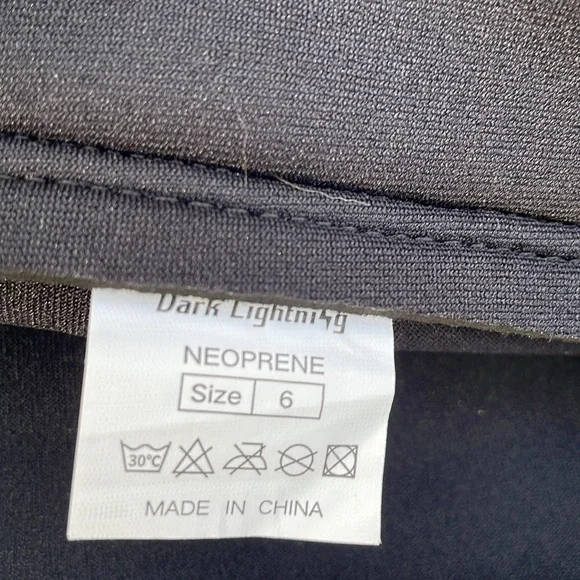 Dark Lightning
NEOPRENE
Size 6
30°C
MADE IN CHINA